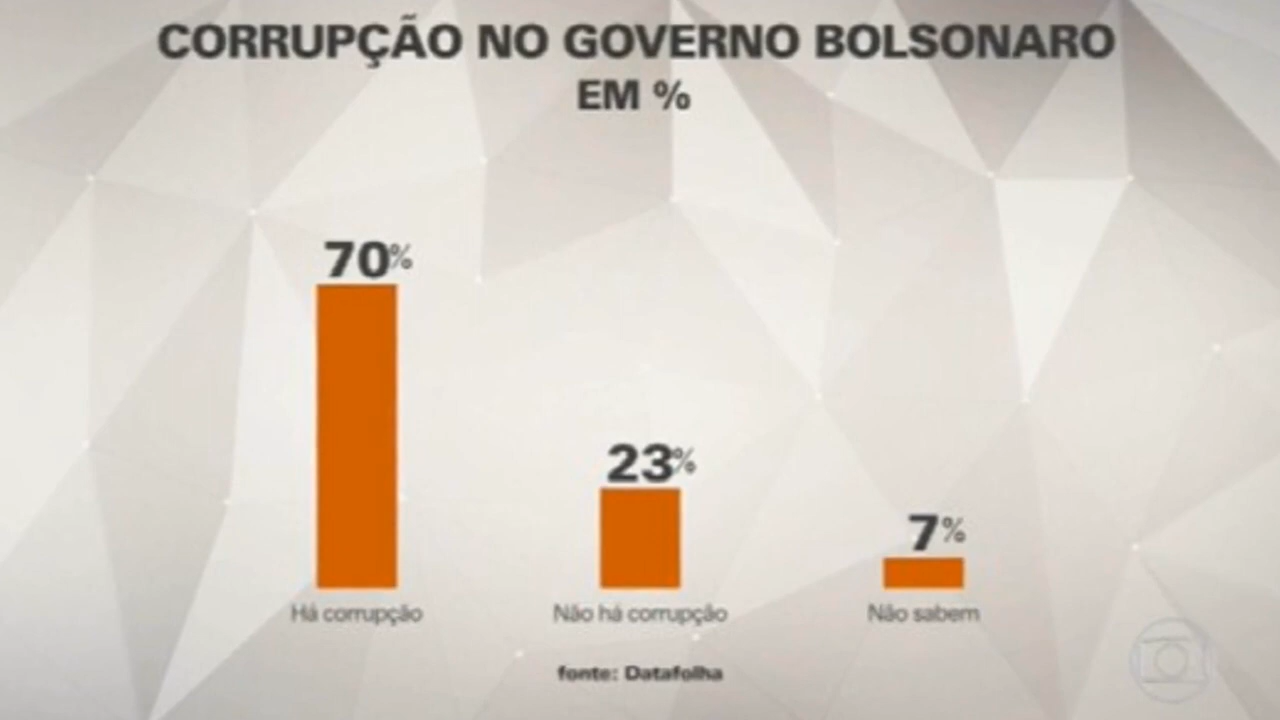 CORRUPÇÃO NO GOVERNO BOLSONARO
EM %
70%
23%
7%
Há corrupção
Não há corrupção
Não sabem
fonte: Datafolha